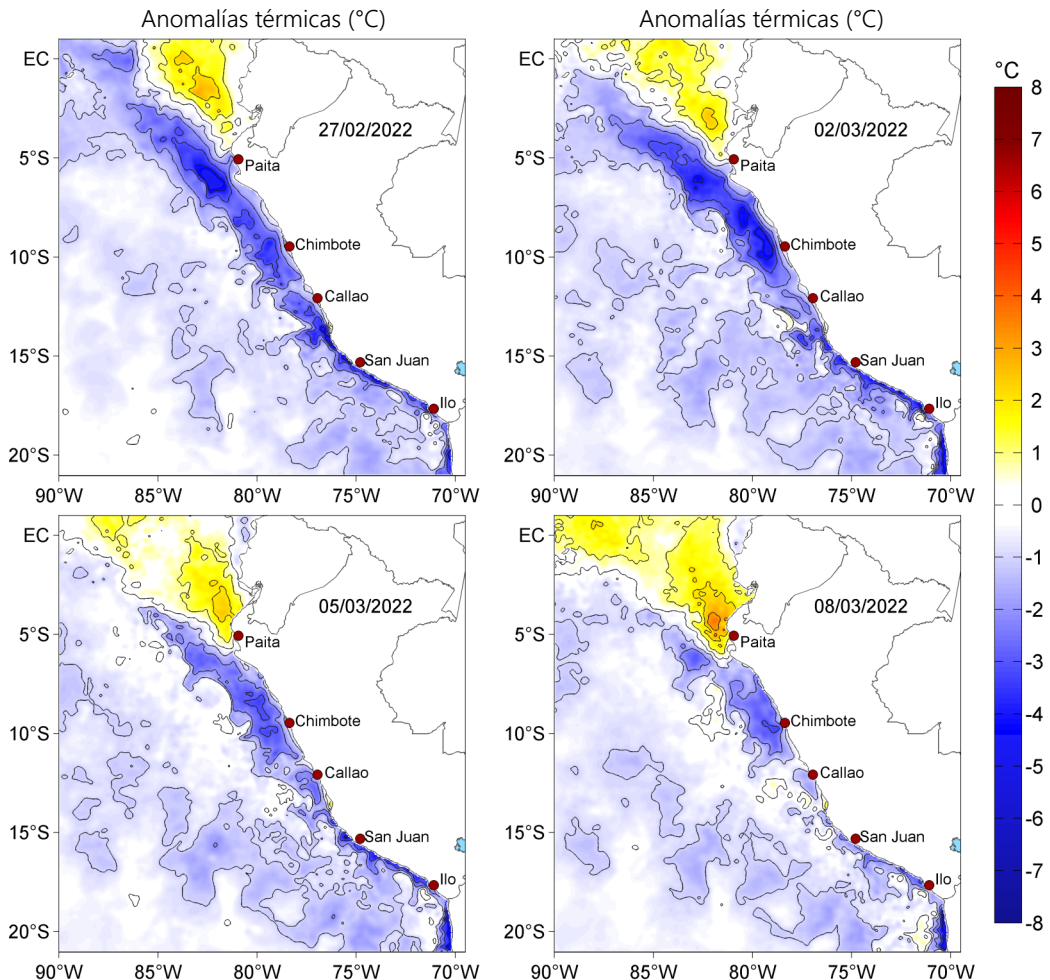 Anomalías térmicas (°C)
Anomalías térmicas (°C)
EC
5°S
10°S
15°S
20°S
90°W
85°W
80°W
75°W
70°W
27/02/2022
Paita
Chimbote
Callao
San Juan
Ilo
EC
5°S
10°S
15°S
20°S
90°W
85°W
80°W
75°W
70°W
02/03/2022
Paita
Chimbote
Callao
San Juan
Ilo
EC
5°S
10°S
15°S
20°S
90°W
85°W
80°W
75°W
70°W
05/03/2022
Paita
Chimbote
Callao
San Juan
Ilo
EC
5°S
10°S
15°S
20°S
90°W
85°W
80°W
75°W
70°W
08/03/2022
Paita
Chimbote
Callao
San Juan
Ilo
°C
8
7
6
5
4
3
2
1
0
-1
-2
-3
-4
-5
-6
-7
-8